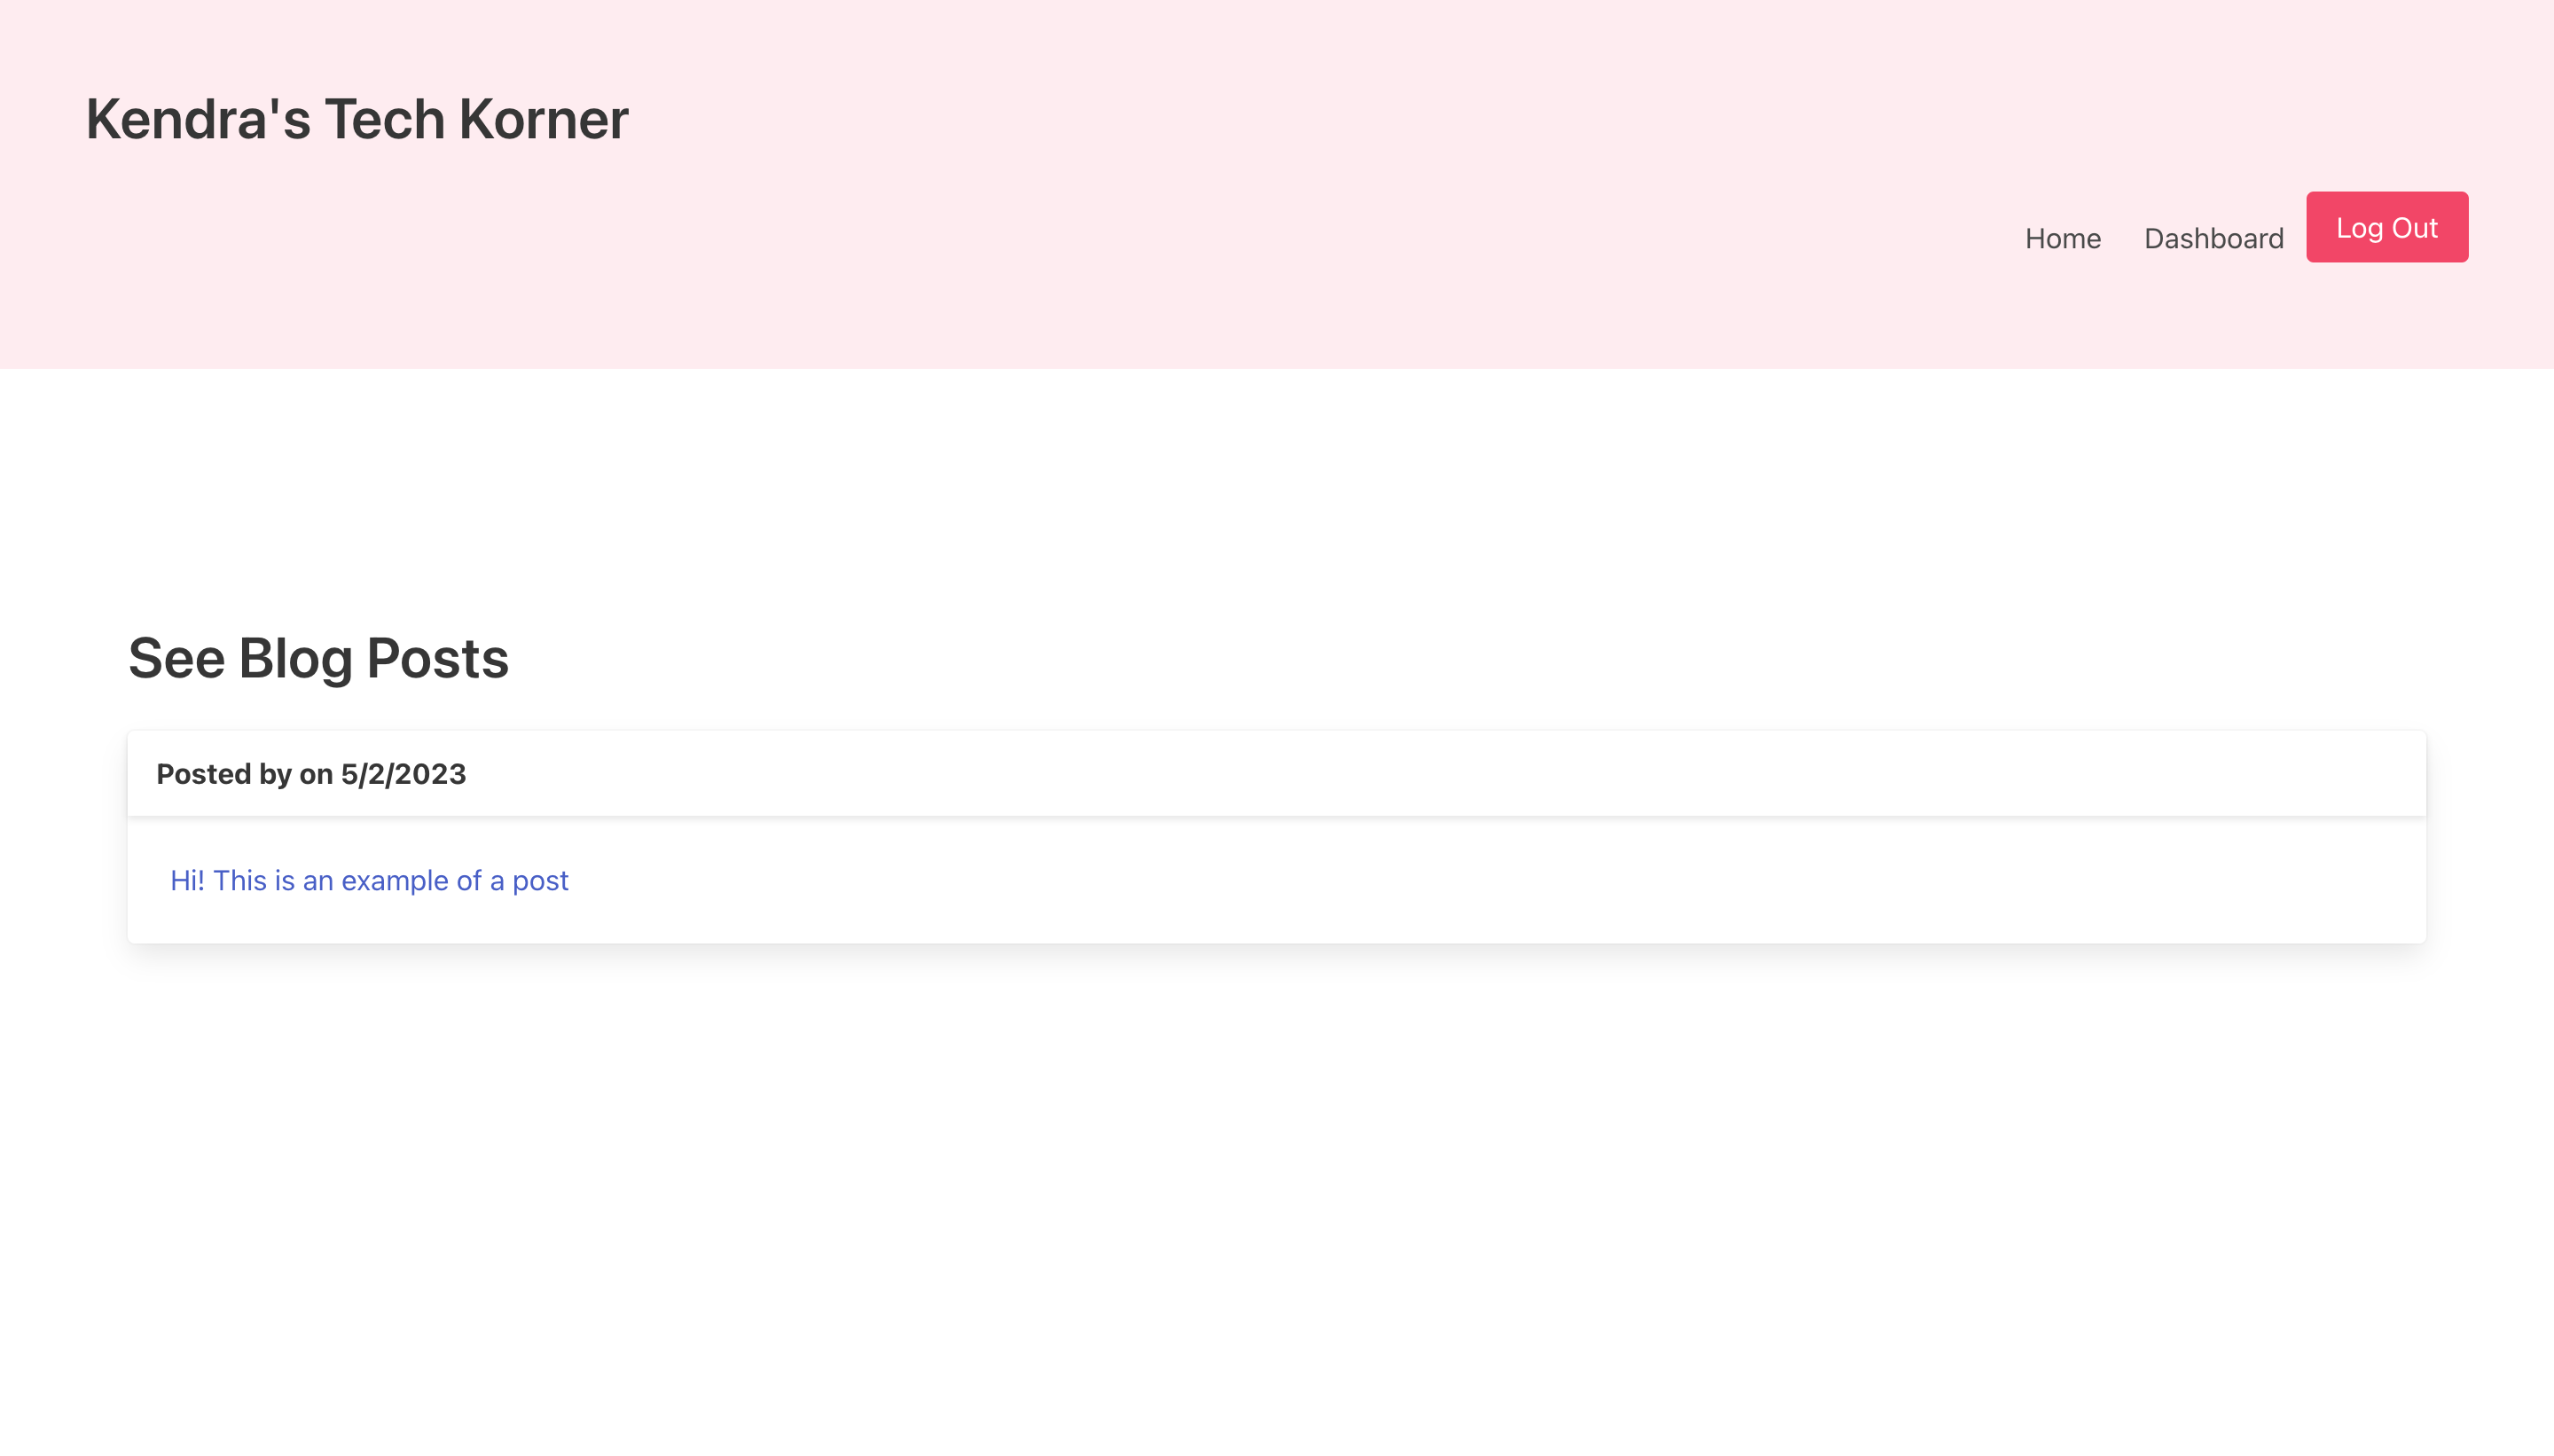 Kendra's Tech Korner
Home Dashboard Log Out
See Blog Posts
Posted by on 5/2/2023
Hi! This is an example of a post